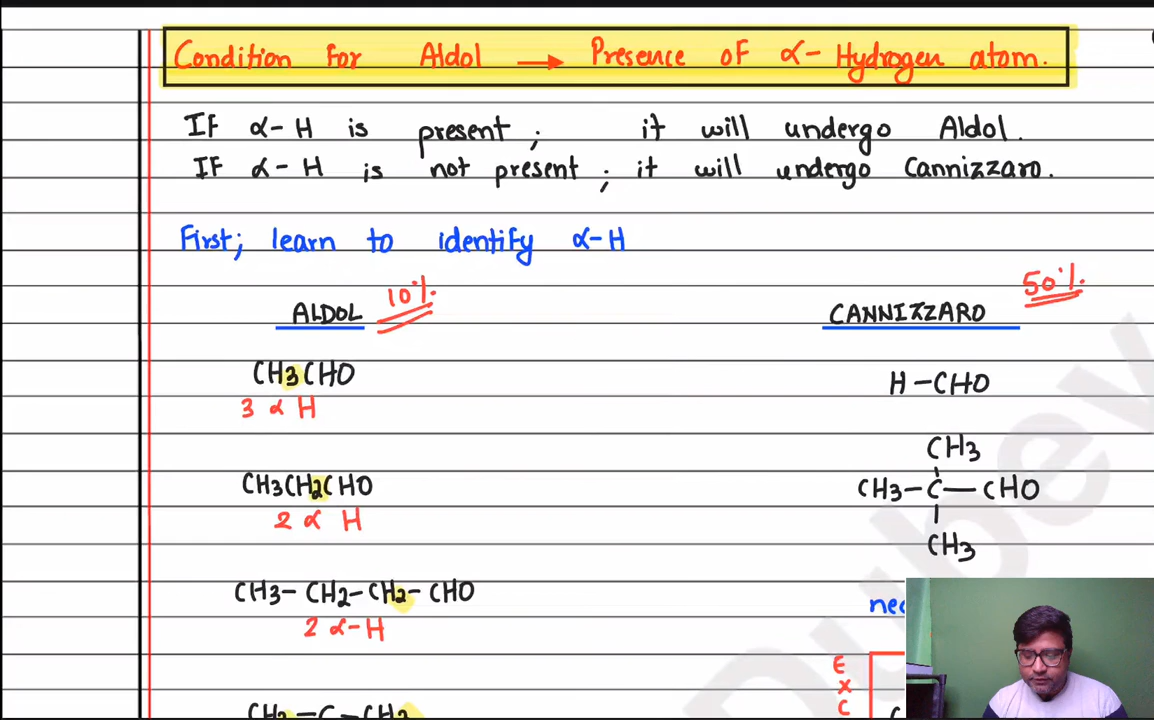 Condition For Aldol → Presence of α-Hydrogen atom.
If α-H is present ; it will undergo Aldol.
IF α-H is not present ; it will undergo Cannizzaro.
First; learn to identify α-H
ALDOL 10%.
CANNIZZARO 50%.
CH3CHO
3 α H
H-CHO
CH3CH2CHO
2 α H
CH3
CH3-C-CHO
CH3
CH3-CH2-CH2-CHO
2 α-H
E
X
C